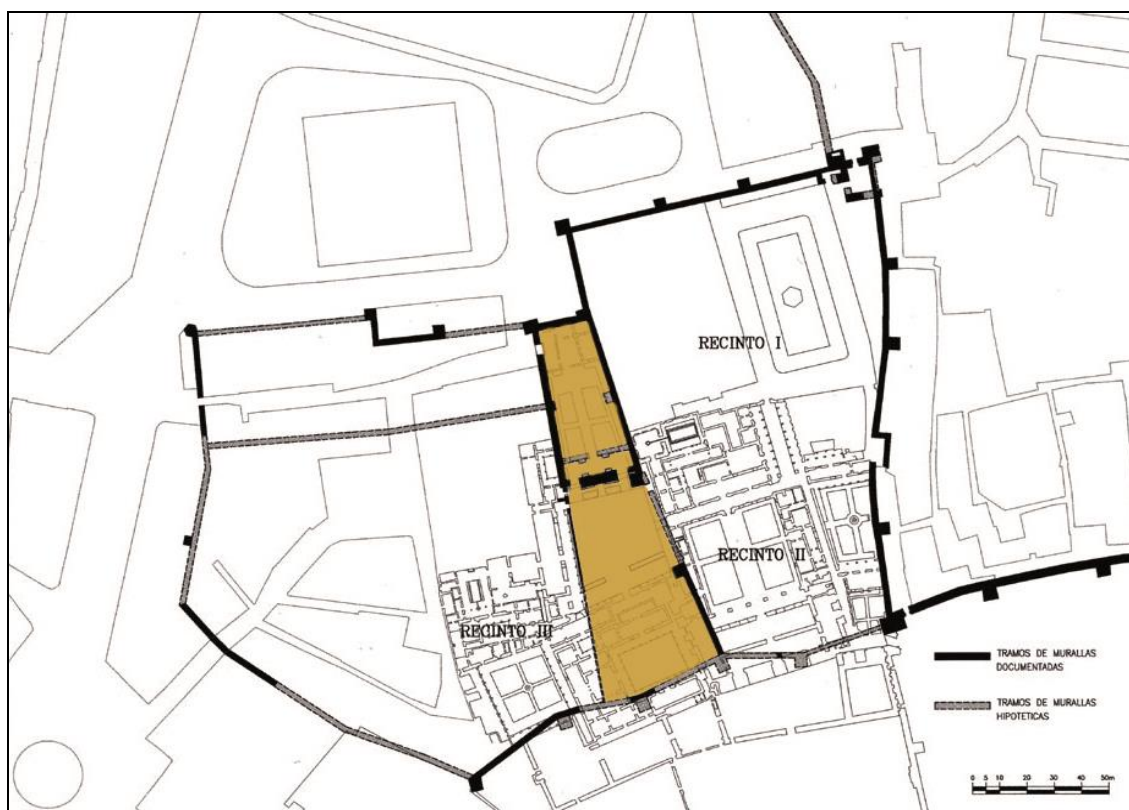 RECINTO I
RECINTO II
RECINTO III
TRAMOS DE MURALLAS
DOCUMENTADAS
TRAMOS DE MURALLAS
HIPOTETICAS
0 5 10 20 30 40 50m